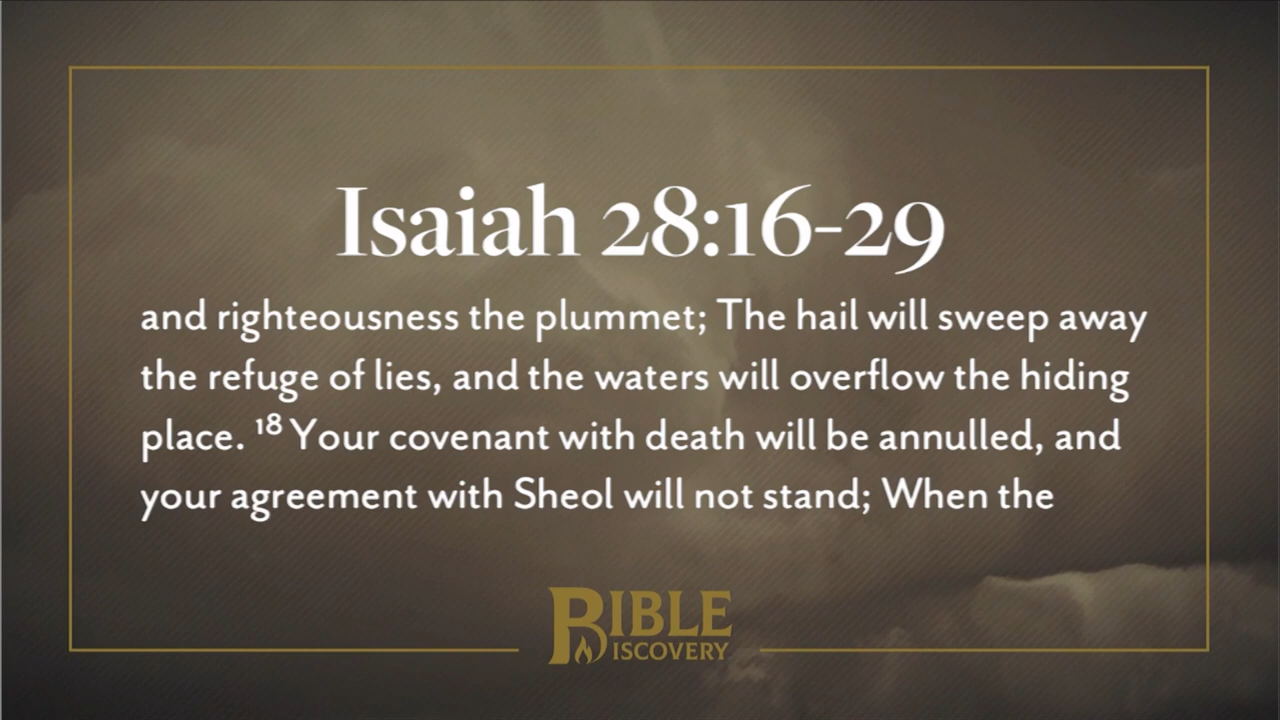 Isaiah 28:16-29
and righteousness the plummet; The hail will sweep away
the refuge of lies, and the waters will overflow the hiding
place. ¹⁸ Your covenant with death will be annulled, and
your agreement with Sheol will not stand; When the
BIBLE
DISCOVERY